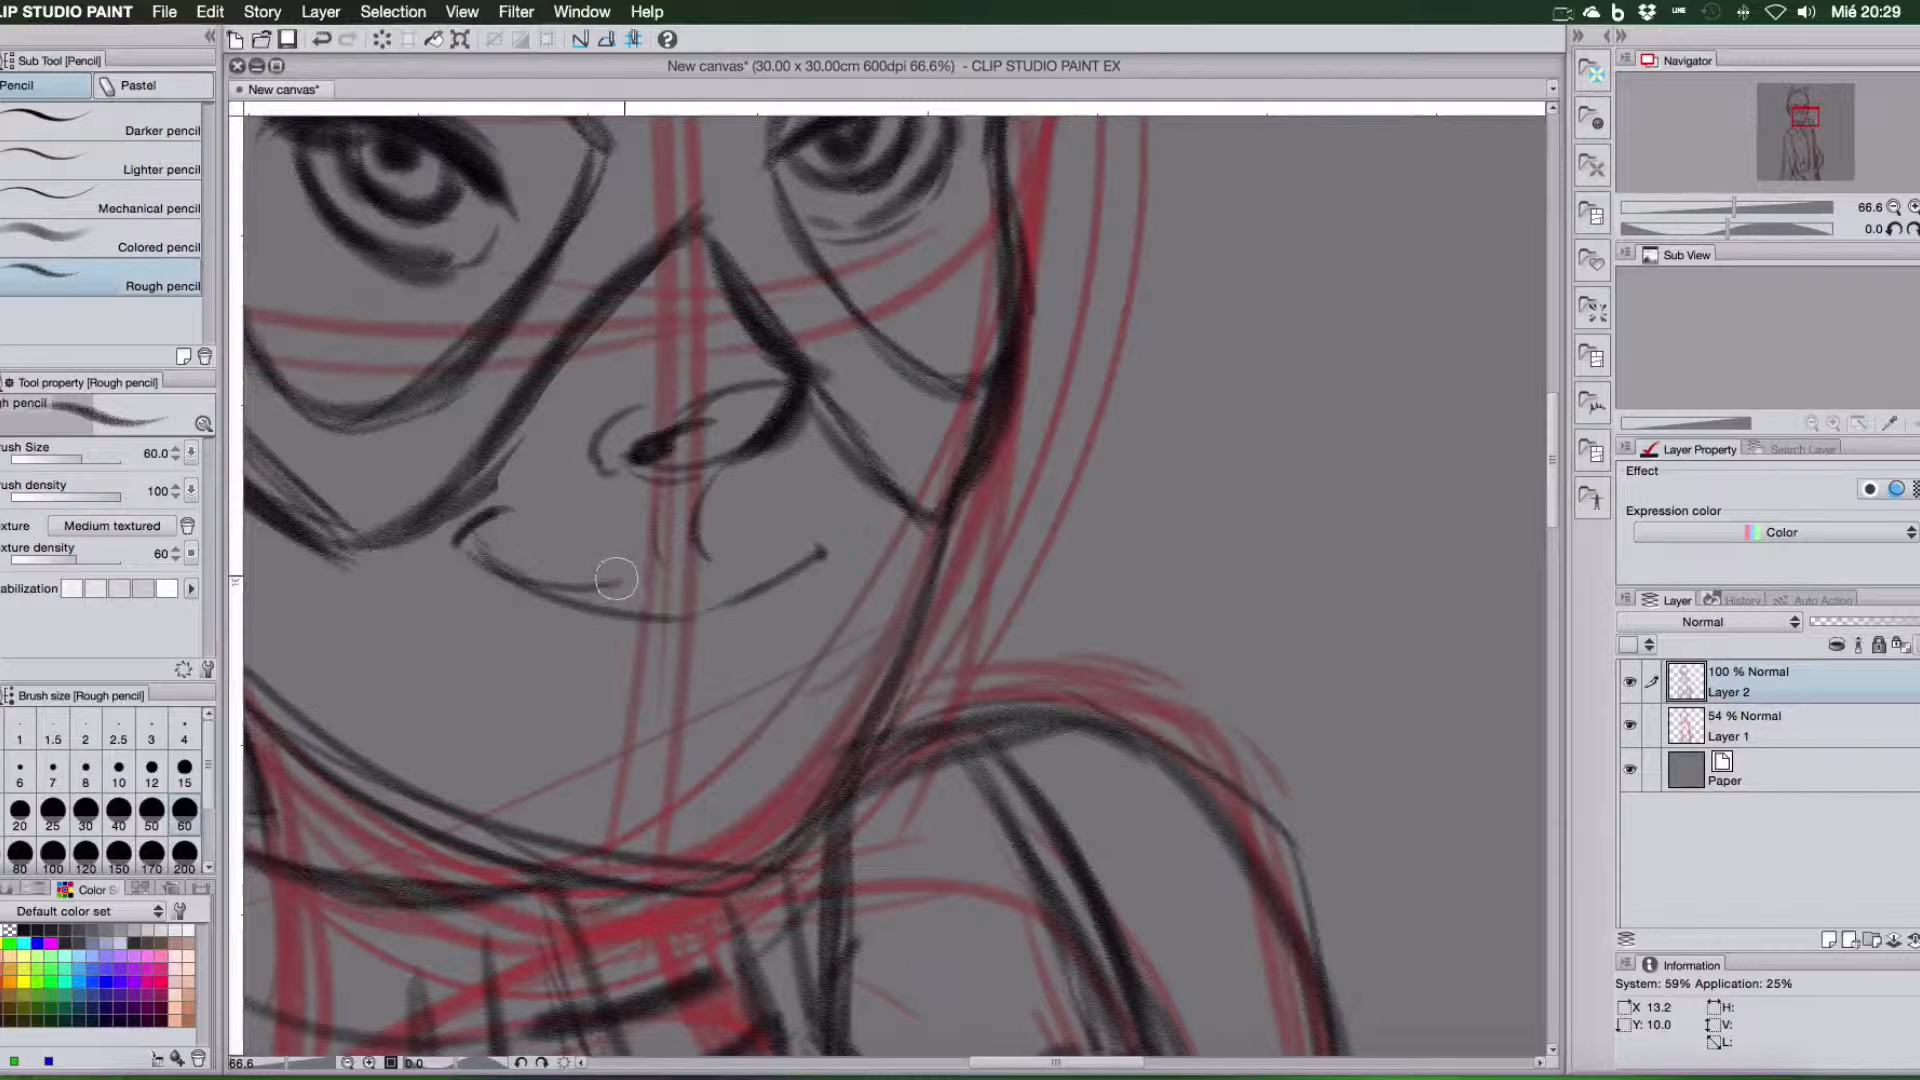 LIP STUDIO PAINT File Edit Story Layer Selection View Filter Window Help
LINE
Mié 20:29
Sub Tool [Pencil]
Pencil
Pastel
Darker pencil
Lighter pencil
Mechanical pencil
Colored pencil
Rough pencil
Tool property [Rough pencil]
gh pencil
rush Size
60.0
rush density
100
exture
Medium textured
exture density
60
abilization
Brush size [Rough pencil]
1 1.5 2 2.5 3 4
6 7 8 10 12 15
20 25 30 40 50 60
80 100 120 150 170 200
Color S
Default color set
New canvas* (30.00 x 30.00cm 600dpi 66.6%) - CLIP STUDIO PAINT EX
New canvas*
66.6
0.0
Navigator
66.6
0.0
Sub View
Layer Property
Search Layer
Effect
Expression color
Color
Layer
History
Auto Action
Normal
100 % Normal
Layer 2
54 % Normal
Layer 1
Paper
Information
System: 59% Application: 25%
X 13.2
H:
Y: 10.0
V:
L: